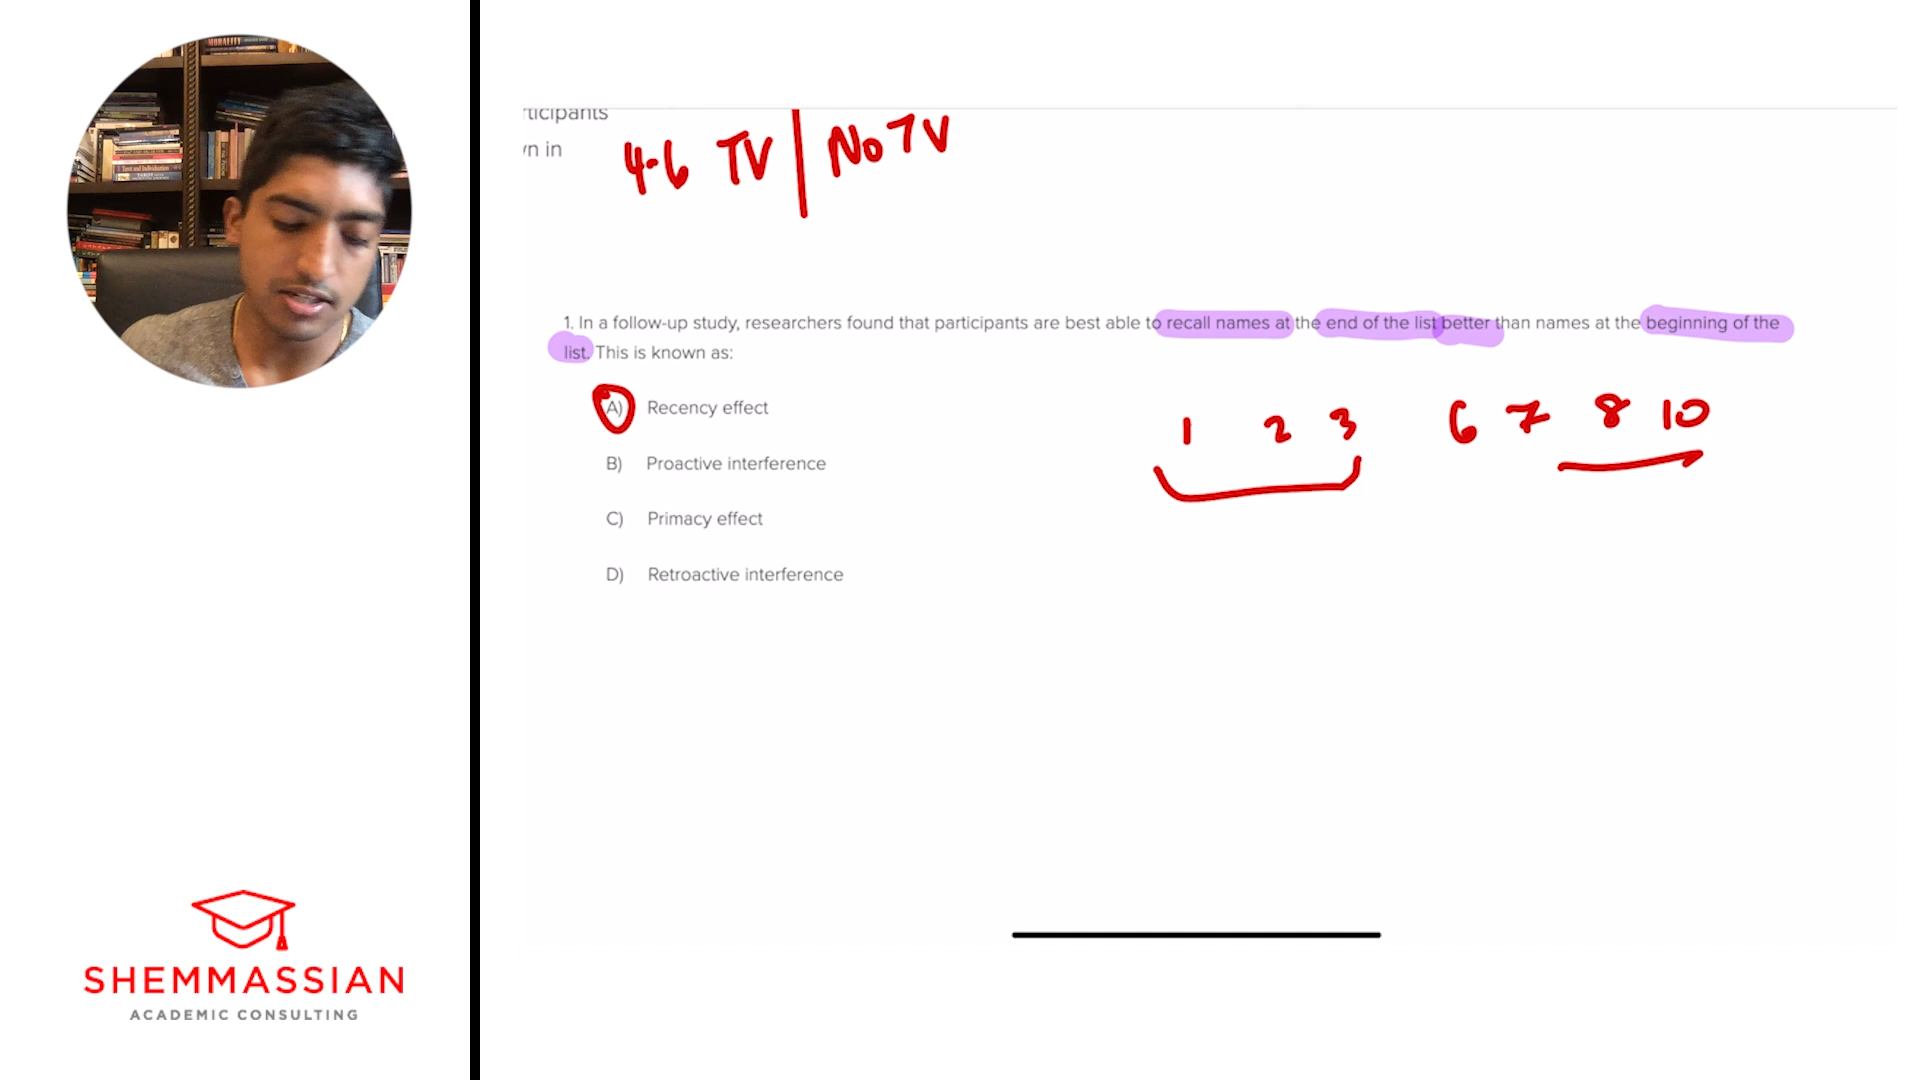 rticipants
vn in
4-6 TV | No TV
1. In a follow-up study, researchers found that participants are best able to recall names at the end of the list better than names at the beginning of the
list. This is known as:
A) Recency effect
1 2 3 6 7 8 10
B) Proactive interference
C) Primacy effect
D) Retroactive interference
SHEMMASSIAN
ACADEMIC CONSULTING